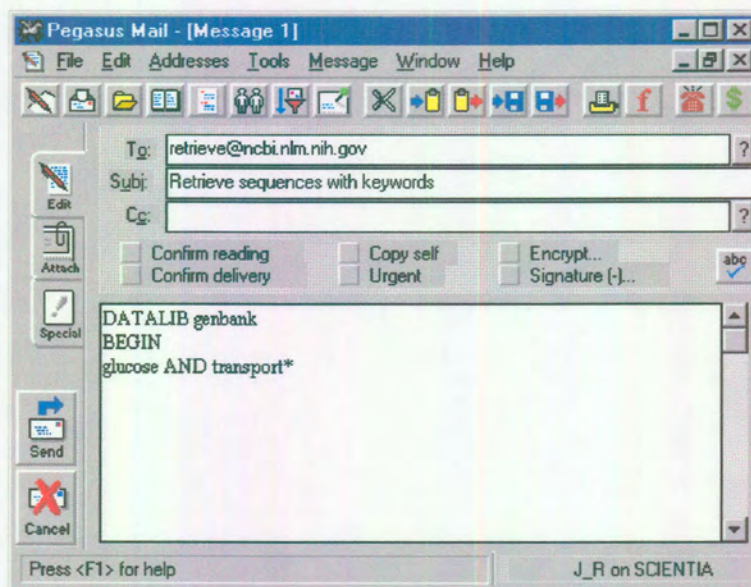 Pegasus Mail - [Message 1]
File Edit Addresses Tools Message Window Help
To: retrieve@ncbi.nlm.nih.gov ?
Subj: Retrieve sequences with keywords
Cc: ?
Edit
Confirm reading Copy self Encrypt...
Confirm delivery Urgent Signature (-)...
abc
Attach
Special
DATALIB genbank
BEGIN
glucose AND transport*
Send
Cancel
Press <F1> for help J_R on SCIENTIA